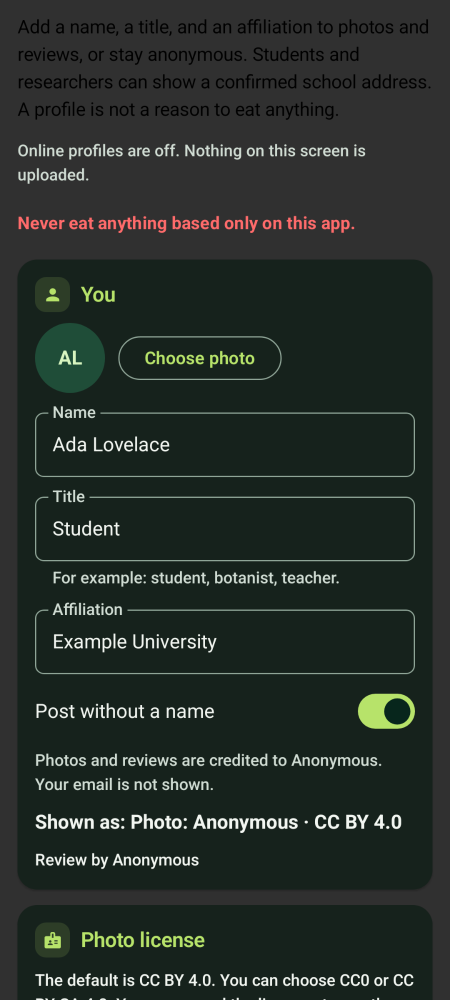 Add a name, a title, and an affiliation to photos and
reviews, or stay anonymous. Students and
researchers can show a confirmed school address.
A profile is not a reason to eat anything.
Online profiles are off. Nothing on this screen is
uploaded.
Never eat anything based only on this app.
You
AL
Choose photo
Name
Ada Lovelace
Title
Student
For example: student, botanist, teacher.
Affiliation
Example University
Post without a name
Photos and reviews are credited to Anonymous.
Your email is not shown.
Shown as: Photo: Anonymous · CC BY 4.0
Review by Anonymous
Photo license
The default is CC BY 4.0. You can choose CC0 or CC